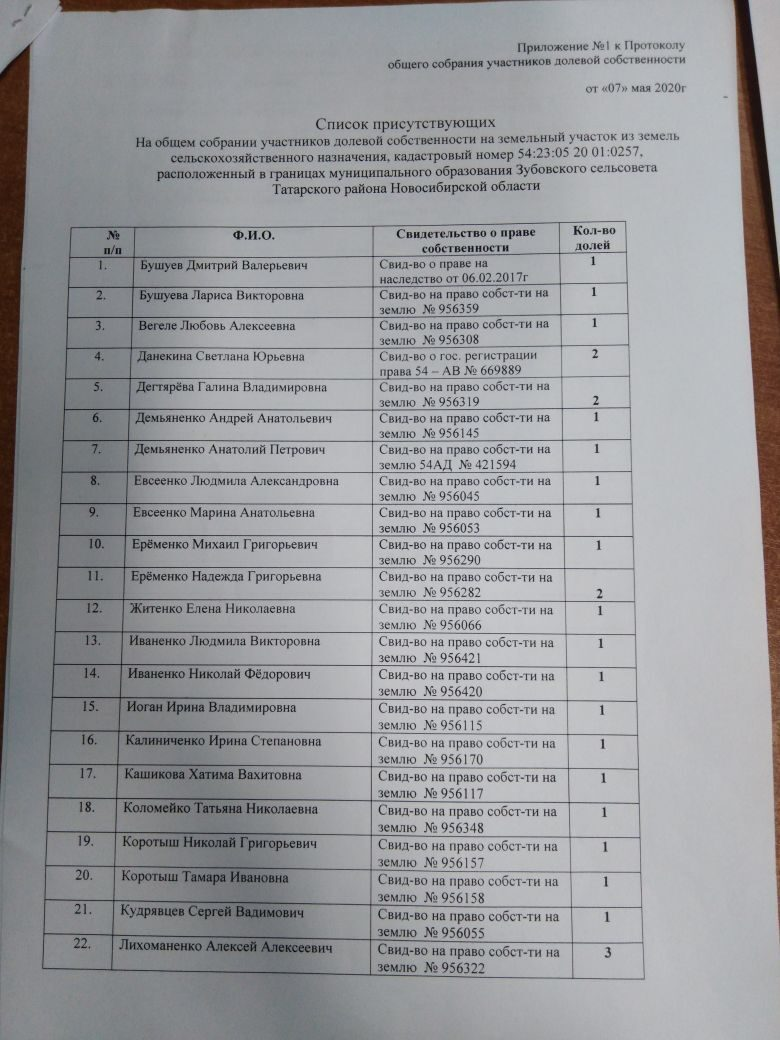 Приложение №1 к Протоколу
общего собрания участников долевой собственности
от «07» мая 2020г
Список присутствующих
На общем собрании участников долевой собственности на земельный участок из земель
сельскохозяйственного назначения, кадастровый номер 54:23:05 20 01:0257,
расположенный в границах муниципального образования Зубовского сельсовета
Татарского района Новосибирской области
№ п/п Ф.И.О. Свидетельство о праве собственности Кол-во долей
1. Бушуев Дмитрий Валерьевич Свид-во о праве на 1
наследство от 06.02.2017г
2. Бушуева Лариса Викторовна Свид-во на право собст-ти на 1
землю № 956359
3. Вегеле Любовь Алексеевна Свид-во на право собст-ти на 1
землю № 956308
4. Данекина Светлана Юрьевна Свид-во о гос. регистрации 2
права 54 – АВ № 669889
5. Дегтярёва Галина Владимировна Свид-во на право собст-ти на
землю № 956319 2
6. Демьяненко Андрей Анатольевич Свид-во на право собст-ти на 1
землю № 956145
7. Демьяненко Анатолий Петрович Свид-во на право собст-ти на 1
землю 54АД № 421594
8. Евсеенко Людмила Александровна Свид-во на право собст-ти на 1
землю № 956045
9. Евсеенко Марина Анатольевна Свид-во на право собст-ти на 1
землю № 956053
10. Ерёменко Михаил Григорьевич Свид-во на право собст-ти на 1
землю № 956290
11. Ерёменко Надежда Григорьевна Свид-во на право собст-ти на
землю № 956282 2
12. Житенко Елена Николаевна Свид-во на право собст-ти на 1
землю № 956066
13. Иваненко Людмила Викторовна Свид-во на право собст-ти на 1
землю № 956421
14. Иваненко Николай Фёдорович Свид-во на право собст-ти на 1
землю № 956420
15. Иоган Ирина Владимировна Свид-во на право собст-ти на 1
землю № 956115
16. Калиниченко Ирина Степановна Свид-во на право собст-ти на 1
землю № 956170
17. Кашикова Хатима Вахитовна Свид-во на право собст-ти на 1
землю № 956117
18. Коломейко Татьяна Николаевна Свид-во на право собст-ти на 1
землю № 956348
19. Коротыш Николай Григорьевич Свид-во на право собст-ти на 1
землю № 956157
20. Коротыш Тамара Ивановна Свид-во на право собст-ти на 1
землю № 956158
21. Кудрявцев Сергей Вадимович Свид-во на право собст-ти на 1
землю № 956055
22. Лихоманенко Алексей Алексеевич Свид-во на право собст-ти на 3
землю № 956322